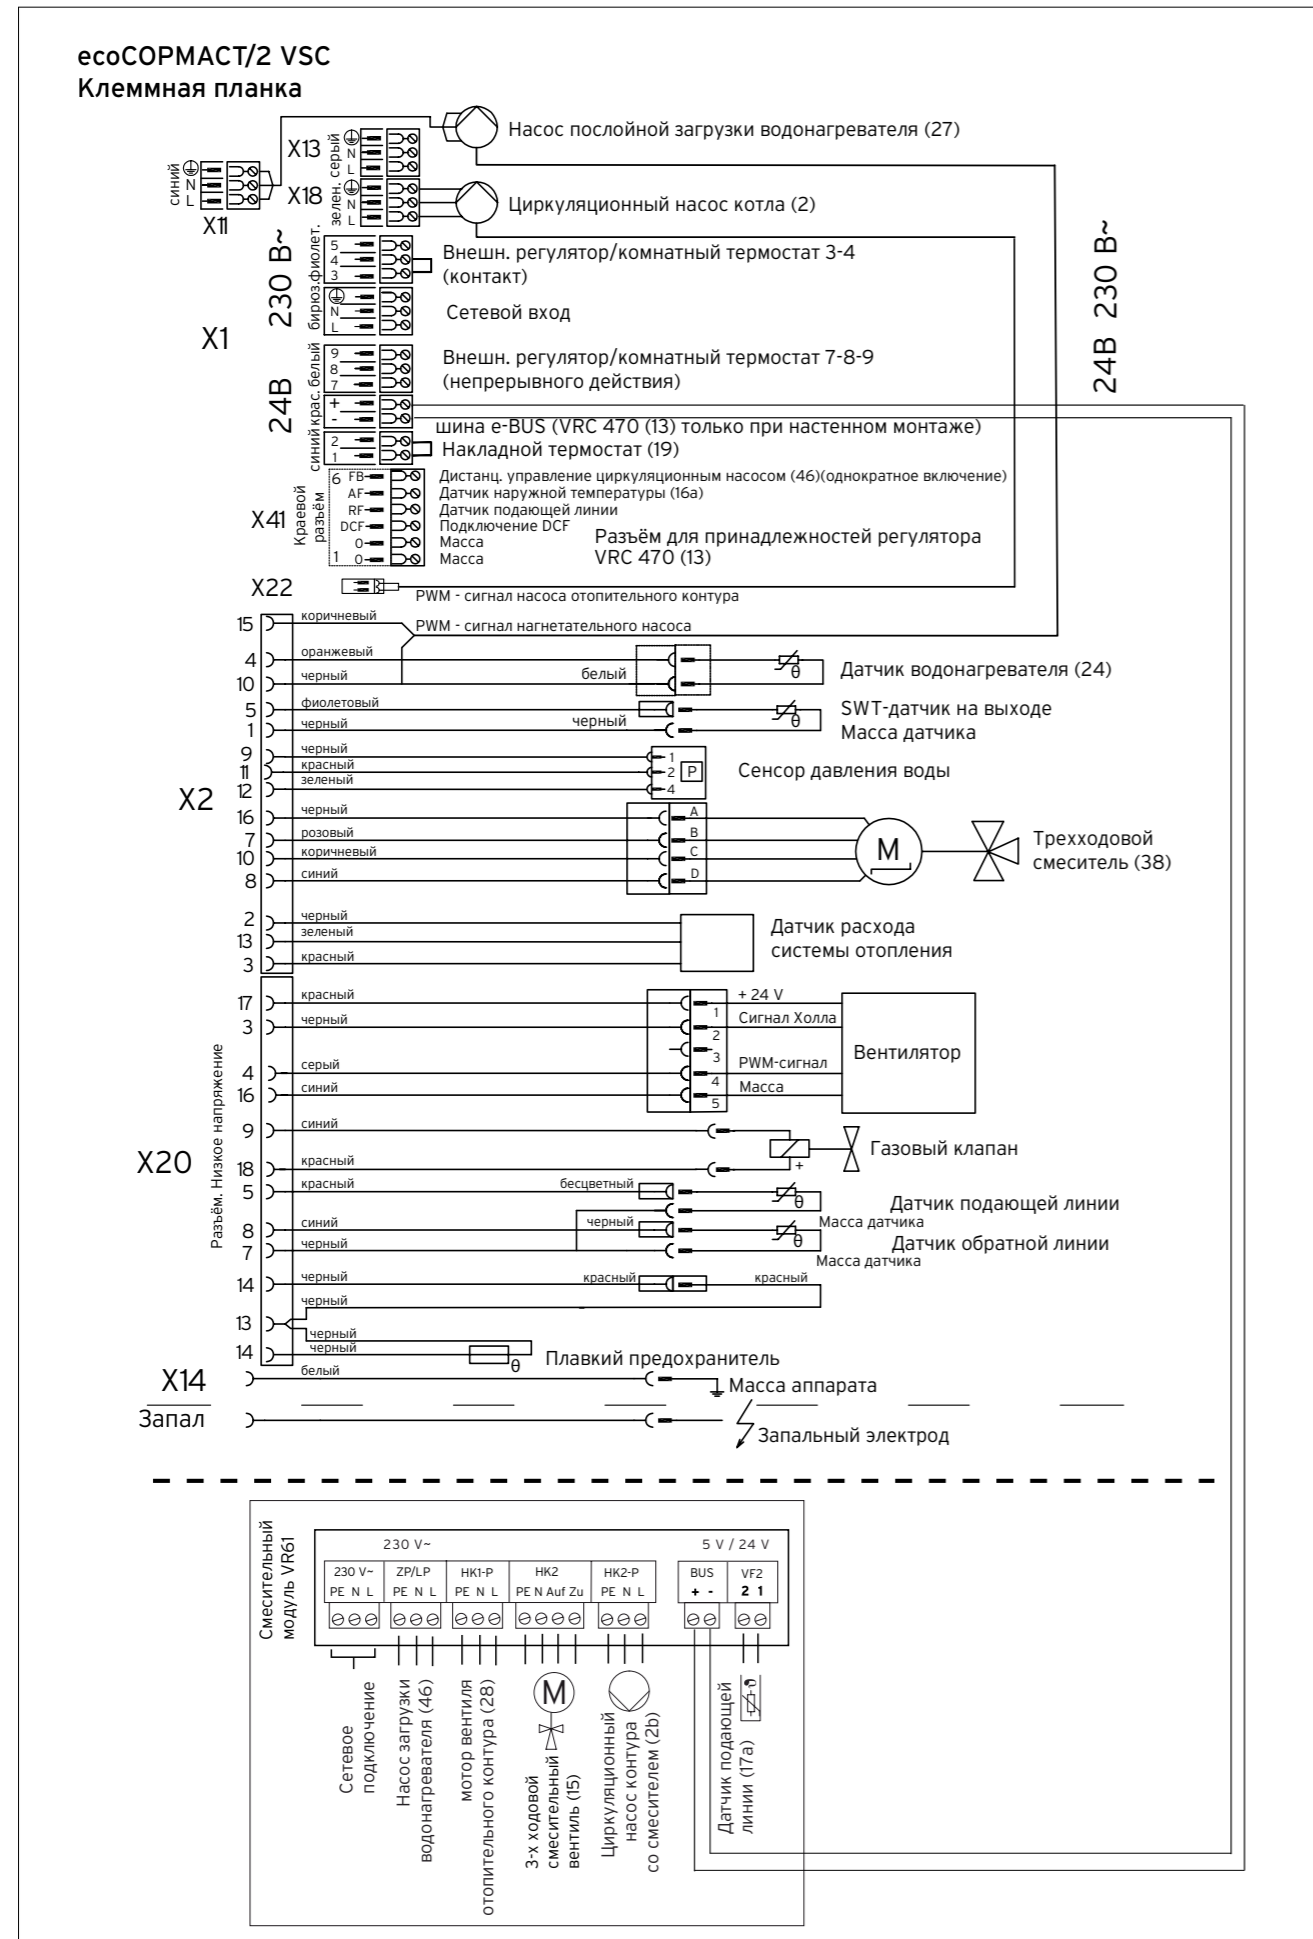 ecoCOPMACT/2 VSC
Клеммная планка
Насос послойной загрузки водонагревателя (27)
X13
серый
N
L
синий
N
L
X11
X18
зелен.
N
L
Циркуляционный насос котла (2)
230 В~
фиолет.
5
4
3
Внешн. регулятор/комнатный термостат 3-4
(контакт)
бирюз.
N
L
Сетевой вход
230 В~
X1
24В
белый
9
8
7
Внешн. регулятор/комнатный термостат 7-8-9
(непрерывного действия)
24В
крас.
+
-
шина e-BUS (VRC 470 (13) только при настенном монтаже)
синий
2
1
Накладной термостат (19)
X41
Краевой
разъём
6 FB
AF
RF
DCF
0
1 0
Дистанц. управление циркуляционным насосом (46)(однократное включение)
Датчик наружной температуры (16a)
Датчик подающей линии
Подключение DCF
Масса
Масса
Разъём для принадлежностей регулятора
VRC 470 (13)
X22
PWM - сигнал насоса отопительного контура
15 коричневый
PWM - сигнал нагнетательного насоса
4 оранжевый
10 черный белый
Датчик водонагревателя (24)
5 фиолетовый
1 черный черный
SWT-датчик на выходе
Масса датчика
X2
9 черный 1
11 красный 2 P
12 зеленый 4
Сенсор давления воды
16 черный A
7 розовый B
10 коричневый C
8 синий D
M
Трехходовой
смеситель (38)
2 черный
13 зеленый
3 красный
Датчик расхода
системы отопления
X20
Разъём. Низкое напряжение
17 красный 1 + 24 V
3 черный 2 Сигнал Холла
3
4 серый 4 PWM-сигнал
16 синий 5 Масса
Вентилятор
9 синий
18 красный
+
Газовый клапан
5 красный бесцветный θ
Датчик подающей линии
8 синий черный θ
Масса датчика
7 черный
Датчик обратной линии
Масса датчика
14 черный красный красный
черный
13
черный
14 черный θ
Плавкий предохранитель
X14 белый
Масса аппарата
Запал
Запальный электрод
Смесительный
модуль VR61
230 V~ 5 V / 24 V
230 V~ ZP/LP HK1-P HK2 HK2-P BUS VF2
PE N L PE N L PE N L PE N Auf Zu PE N L + - 2 1
Сетевое
подключение
Насос загрузки
водонагревателя (46)
мотор вентиля
отопительного контура (28)
M
3-х ходовой
смесительный
вентиль (15)
Циркуляционный
насос контура
со смесителем (2b)
Датчик подающей
линии (17a)
ϑ